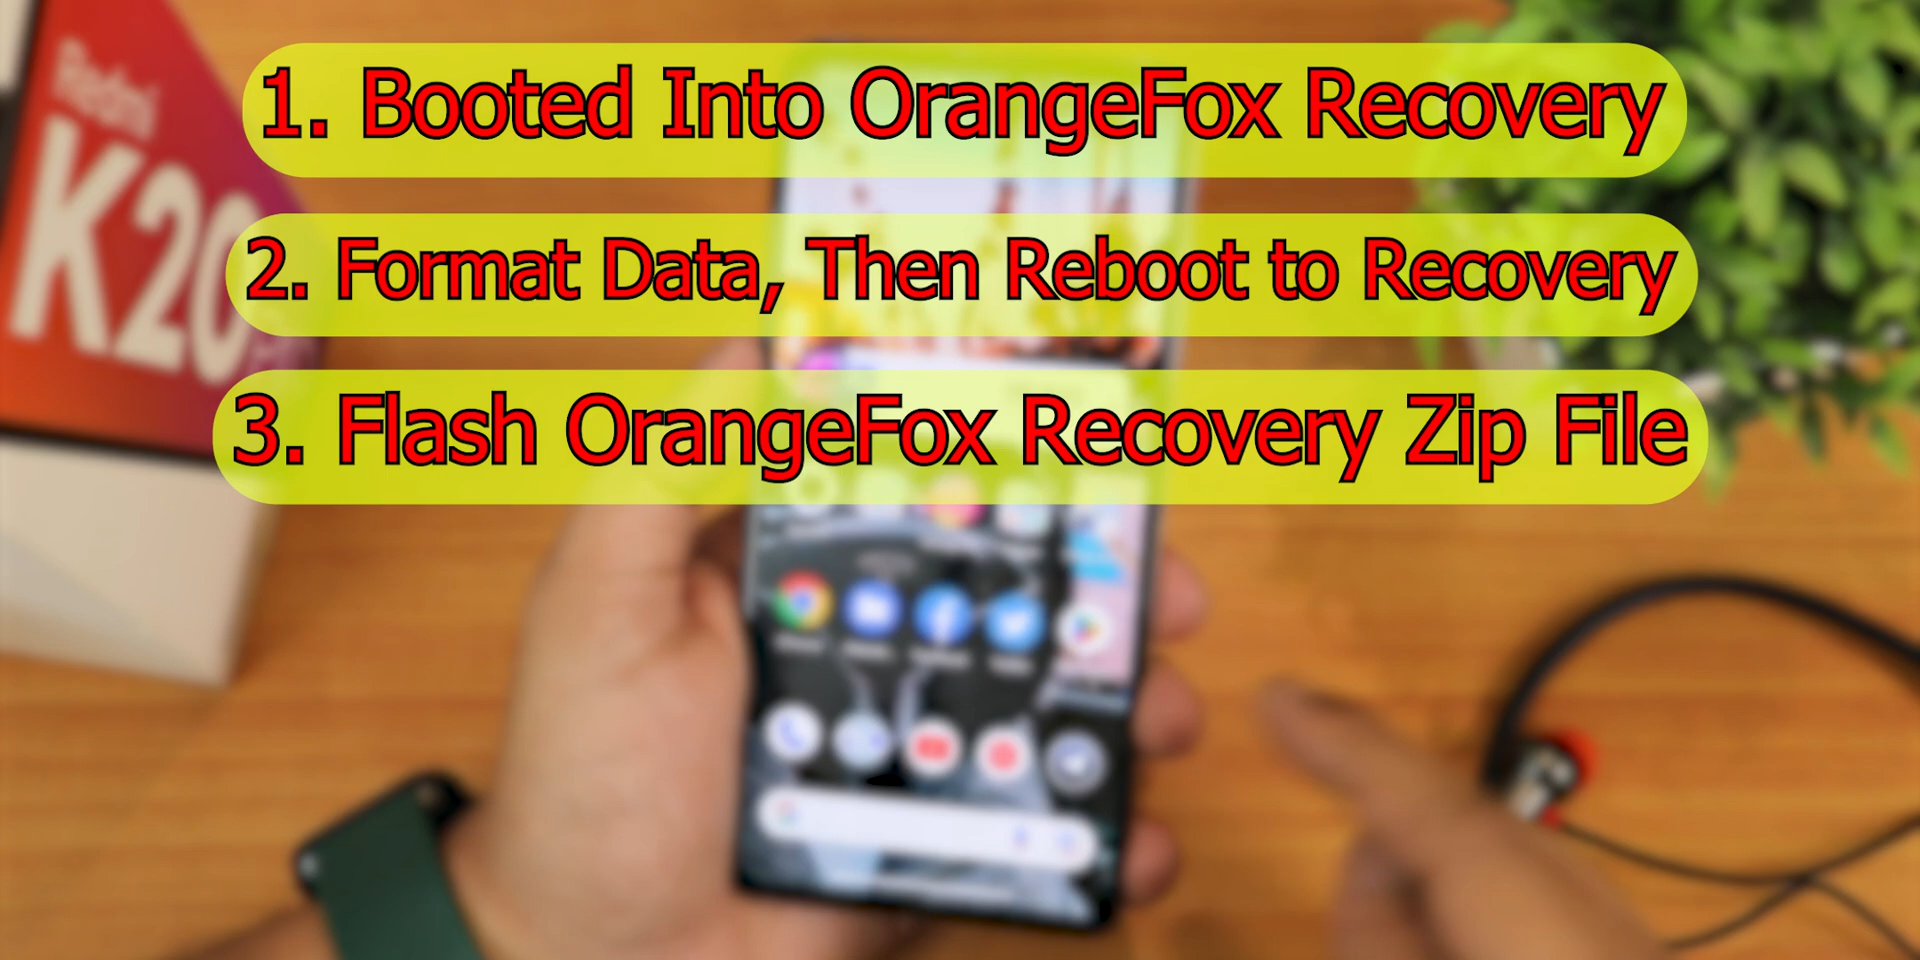 1. Booted Into OrangeFox Recovery
2. Format Data, Then Reboot to Recovery
3. Flash OrangeFox Recovery Zip File
Redmi
K20